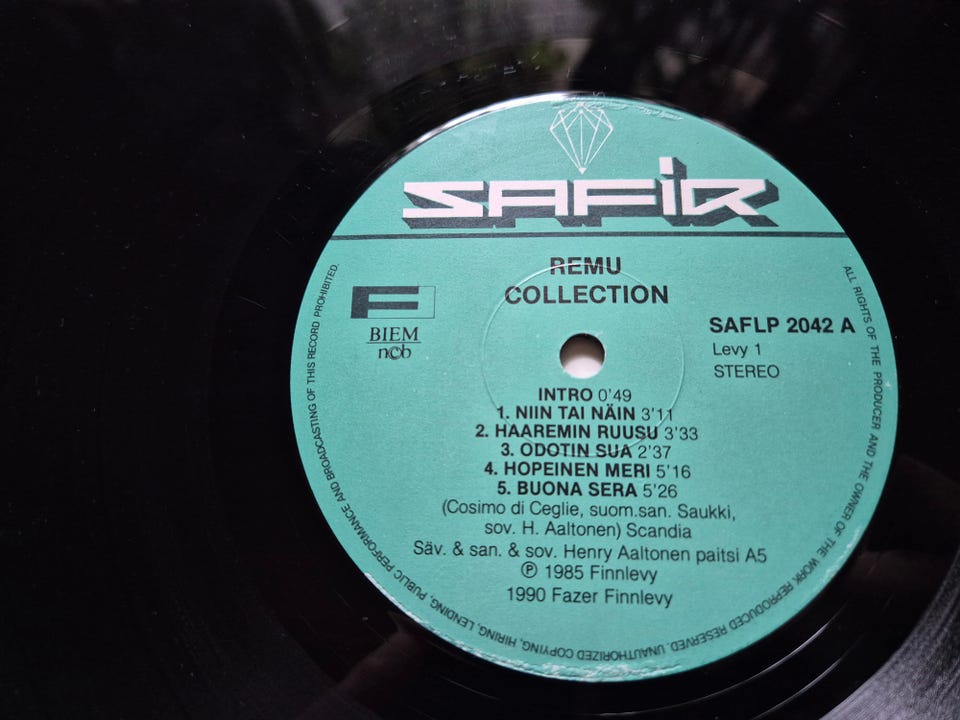 SAFIR
REMU
COLLECTION
F
BIEM
n©b
SAFLP 2042 A
Levy 1
STEREO
INTRO 0'49
1. NIIN TAI NÄIN 3'11
2. HAAREMIN RUUSU 3'33
3. ODOTIN SUA 2'37
4. HOPEINEN MERI 5'16
5. BUONA SERA 5'26
(Cosimo di Ceglie, suom.san. Saukki,
sov. H. Aaltonen) Scandia
Säv. & san. & sov. Henry Aaltonen paitsi A5
℗ 1985 Finnlevy
1990 Fazer Finnlevy
ALL RIGHTS OF THE PRODUCER AND THE OWNER OF THE WORK REPRODUCED RESERVED. UNAUTHORIZED COPYING, HIRING, LENDING, PUBLIC PERFORMANCE AND BROADCASTING OF THIS RECORD PROHIBITED.